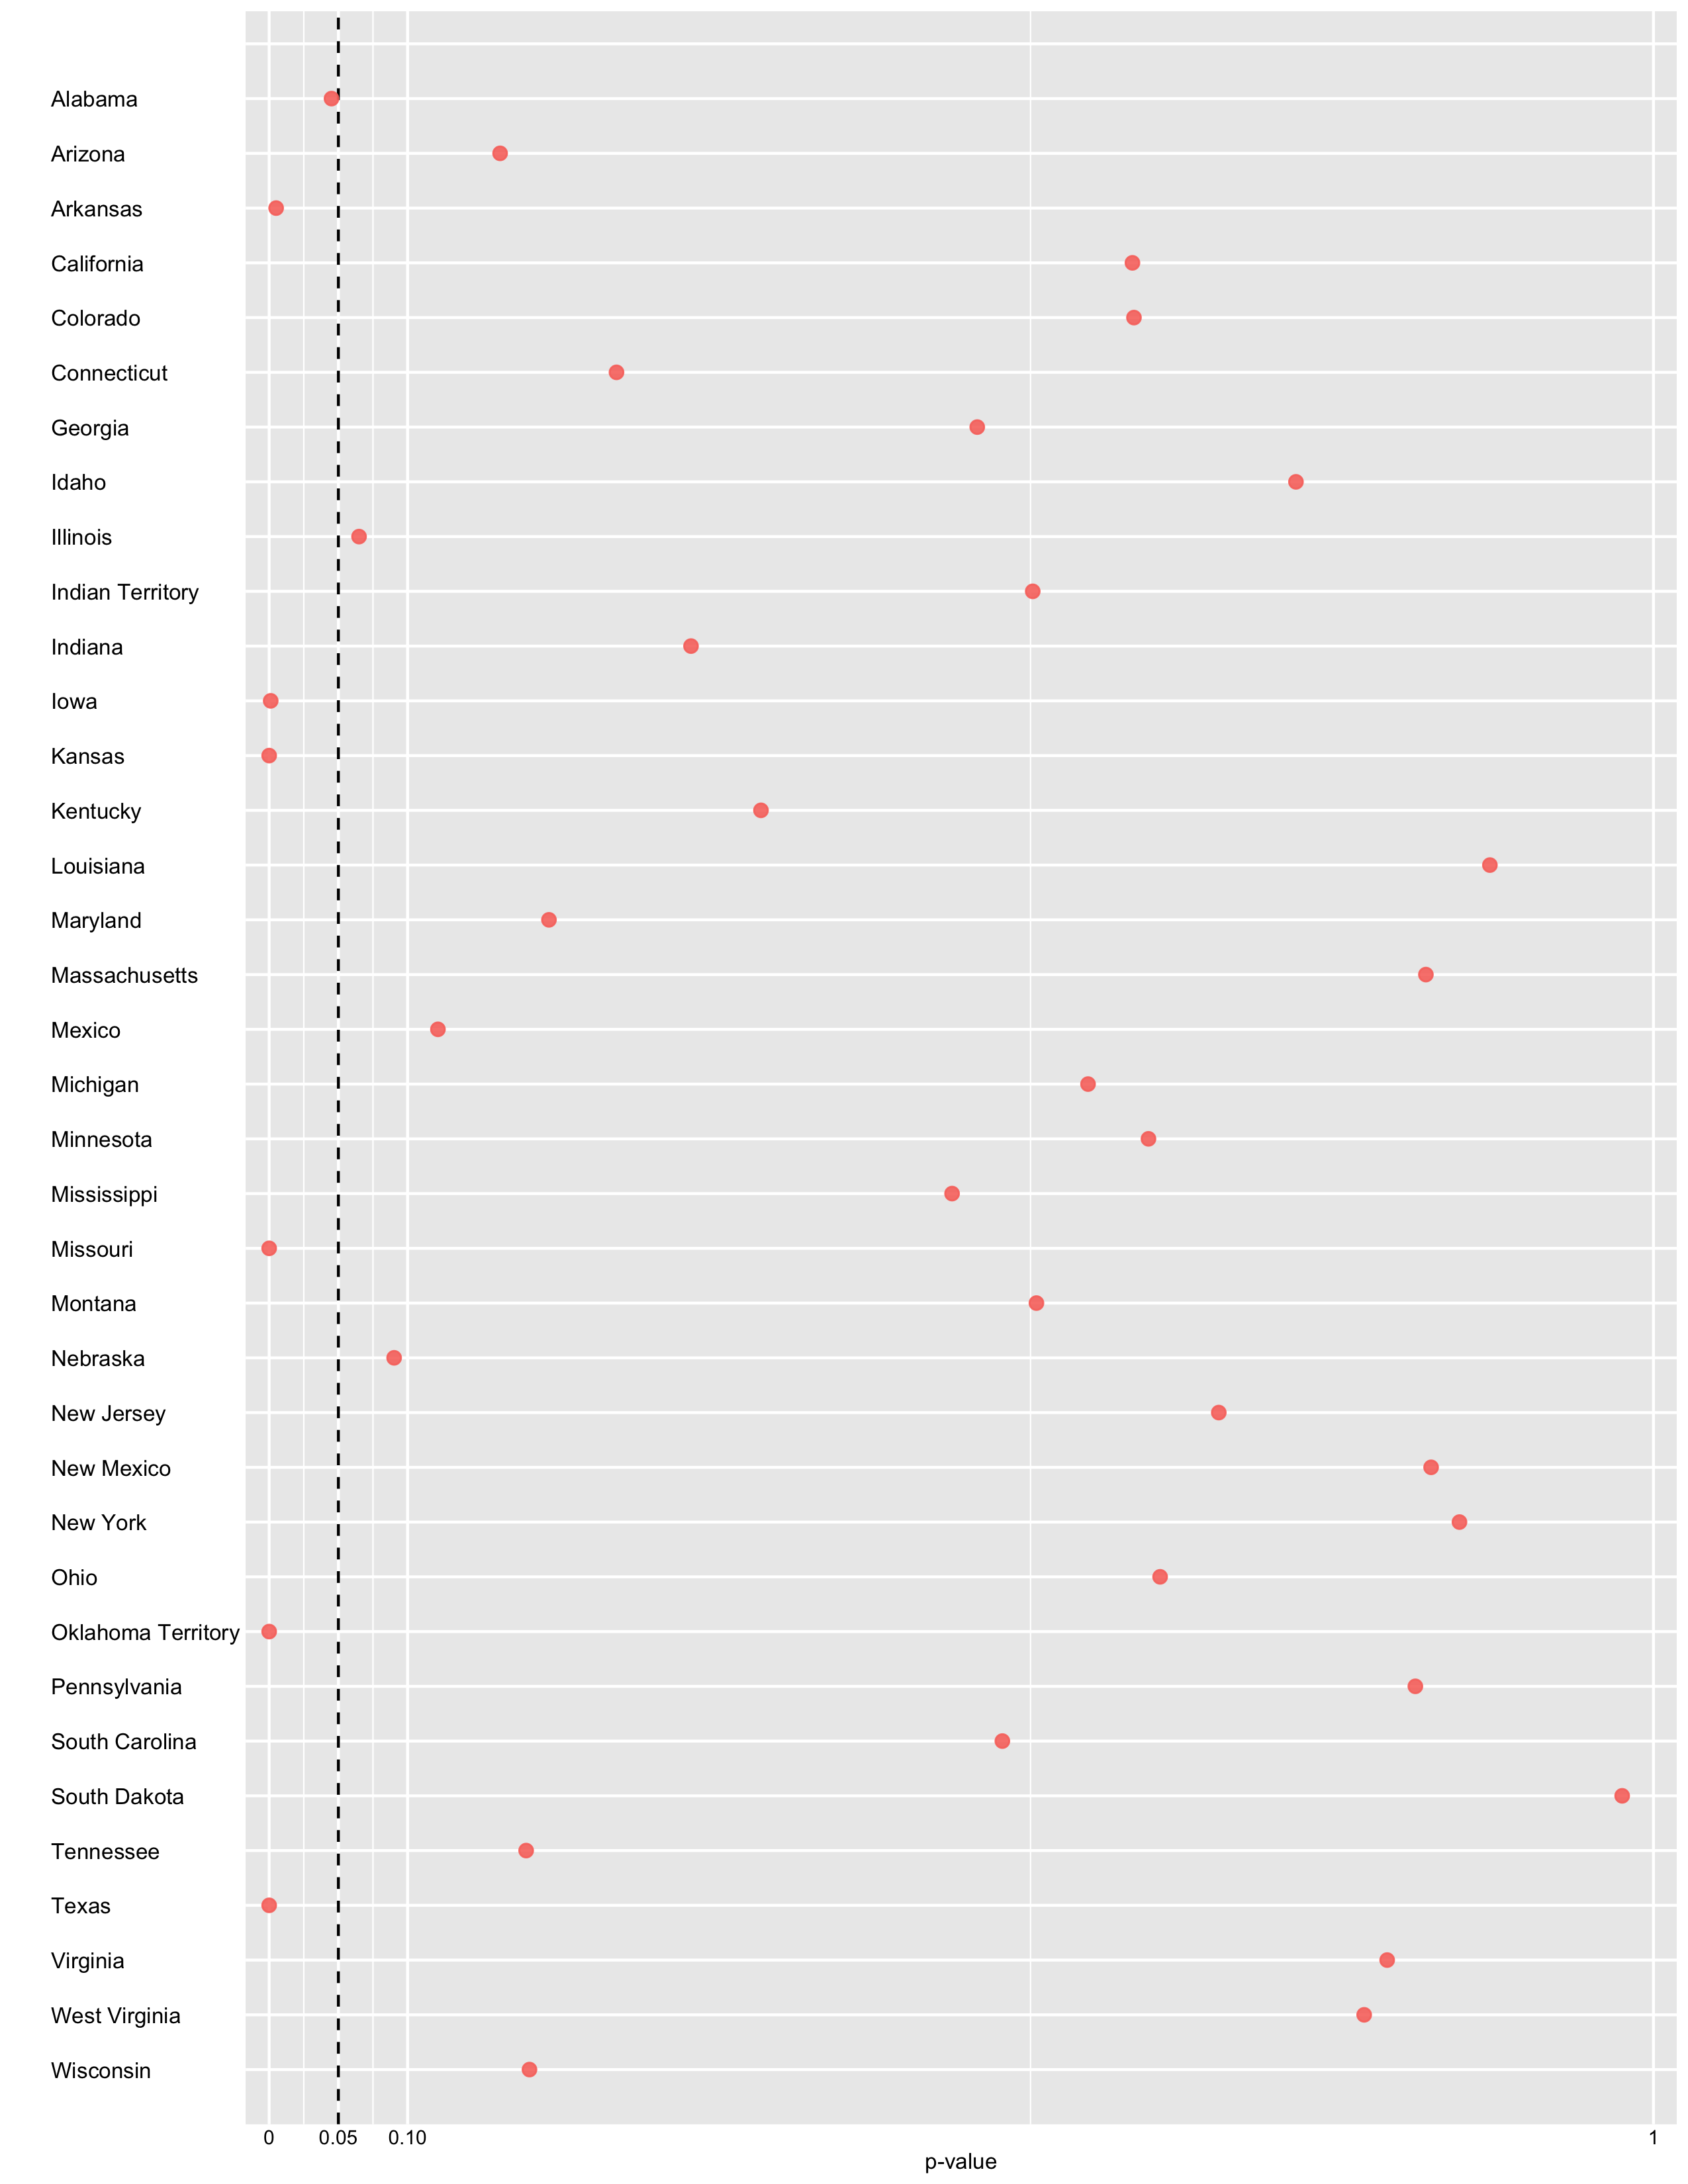 Alabama
Arizona
Arkansas
California
Colorado
Connecticut
Georgia
Idaho
Illinois
Indian Territory
Indiana
Iowa
Kansas
Kentucky
Louisiana
Maryland
Massachusetts
Mexico
Michigan
Minnesota
Mississippi
Missouri
Montana
Nebraska
New Jersey
New Mexico
New York
Ohio
Oklahoma Territory
Pennsylvania
South Carolina
South Dakota
Tennessee
Texas
Virginia
West Virginia
Wisconsin
0 0.05 0.10 1
p-value